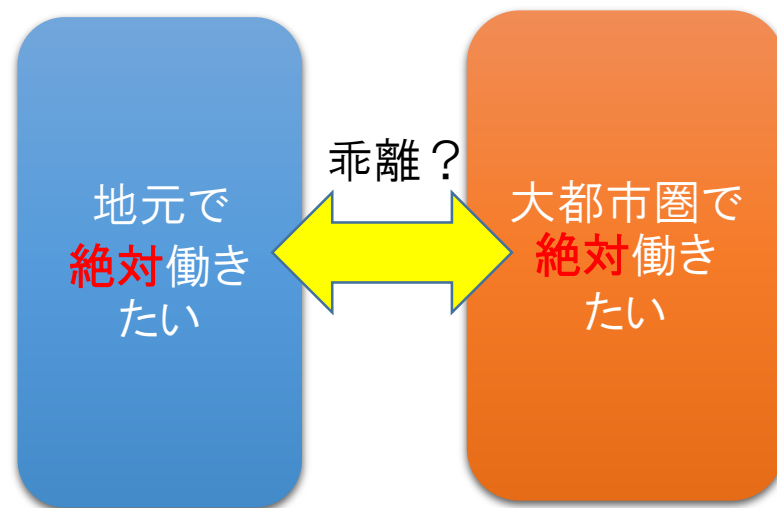 乖離？
地元で
絶対働き
たい
大都市圏で
絶対働き
たい